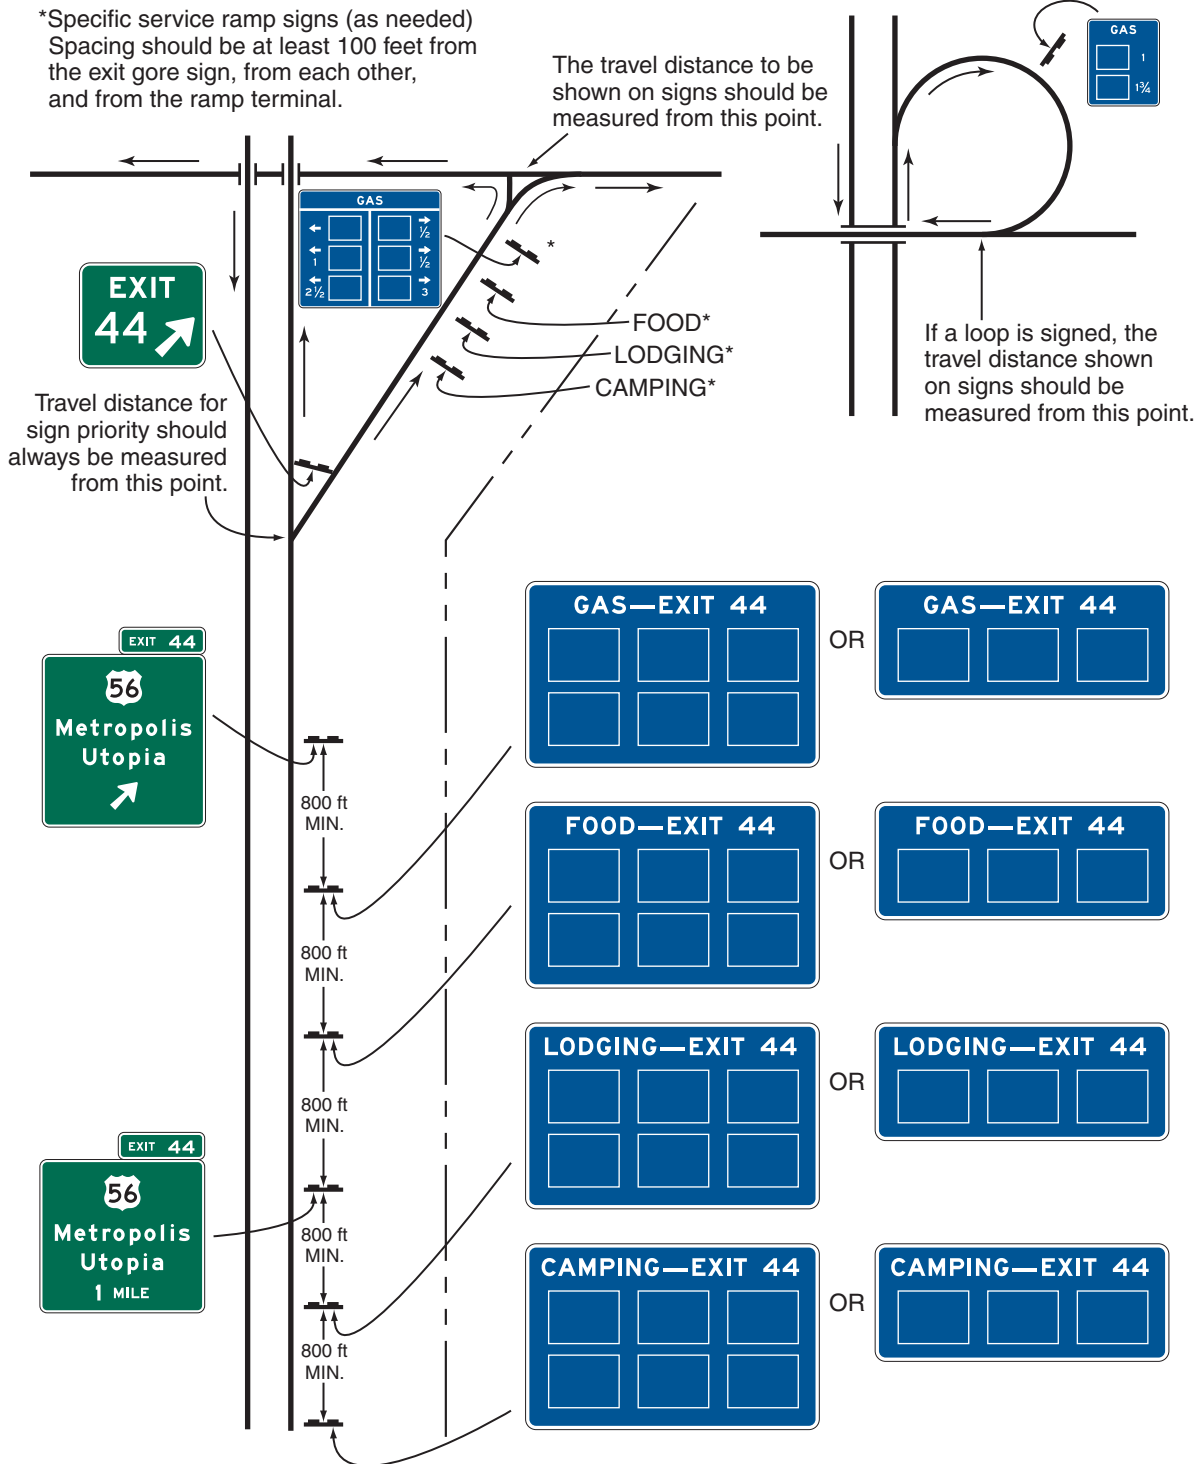 *Specific service ramp signs (as needed)
Spacing should be at least 100 feet from
the exit gore sign, from each other,
and from the ramp terminal.
The travel distance to be
shown on signs should be
measured from this point.
GAS
1
1¾
GAS
½
1
½
2½
3
*
EXIT
44
FOOD*
LODGING*
CAMPING*
If a loop is signed, the
travel distance shown
on signs should be
measured from this point.
Travel distance for
sign priority should
always be measured
from this point.
EXIT 44
56
Metropolis
Utopia
800 ft
MIN.
GAS—EXIT 44
OR
GAS—EXIT 44
800 ft
MIN.
FOOD—EXIT 44
OR
FOOD—EXIT 44
800 ft
MIN.
LODGING—EXIT 44
OR
LODGING—EXIT 44
EXIT 44
56
Metropolis
Utopia
1 MILE
800 ft
MIN.
CAMPING—EXIT 44
OR
CAMPING—EXIT 44
800 ft
MIN.